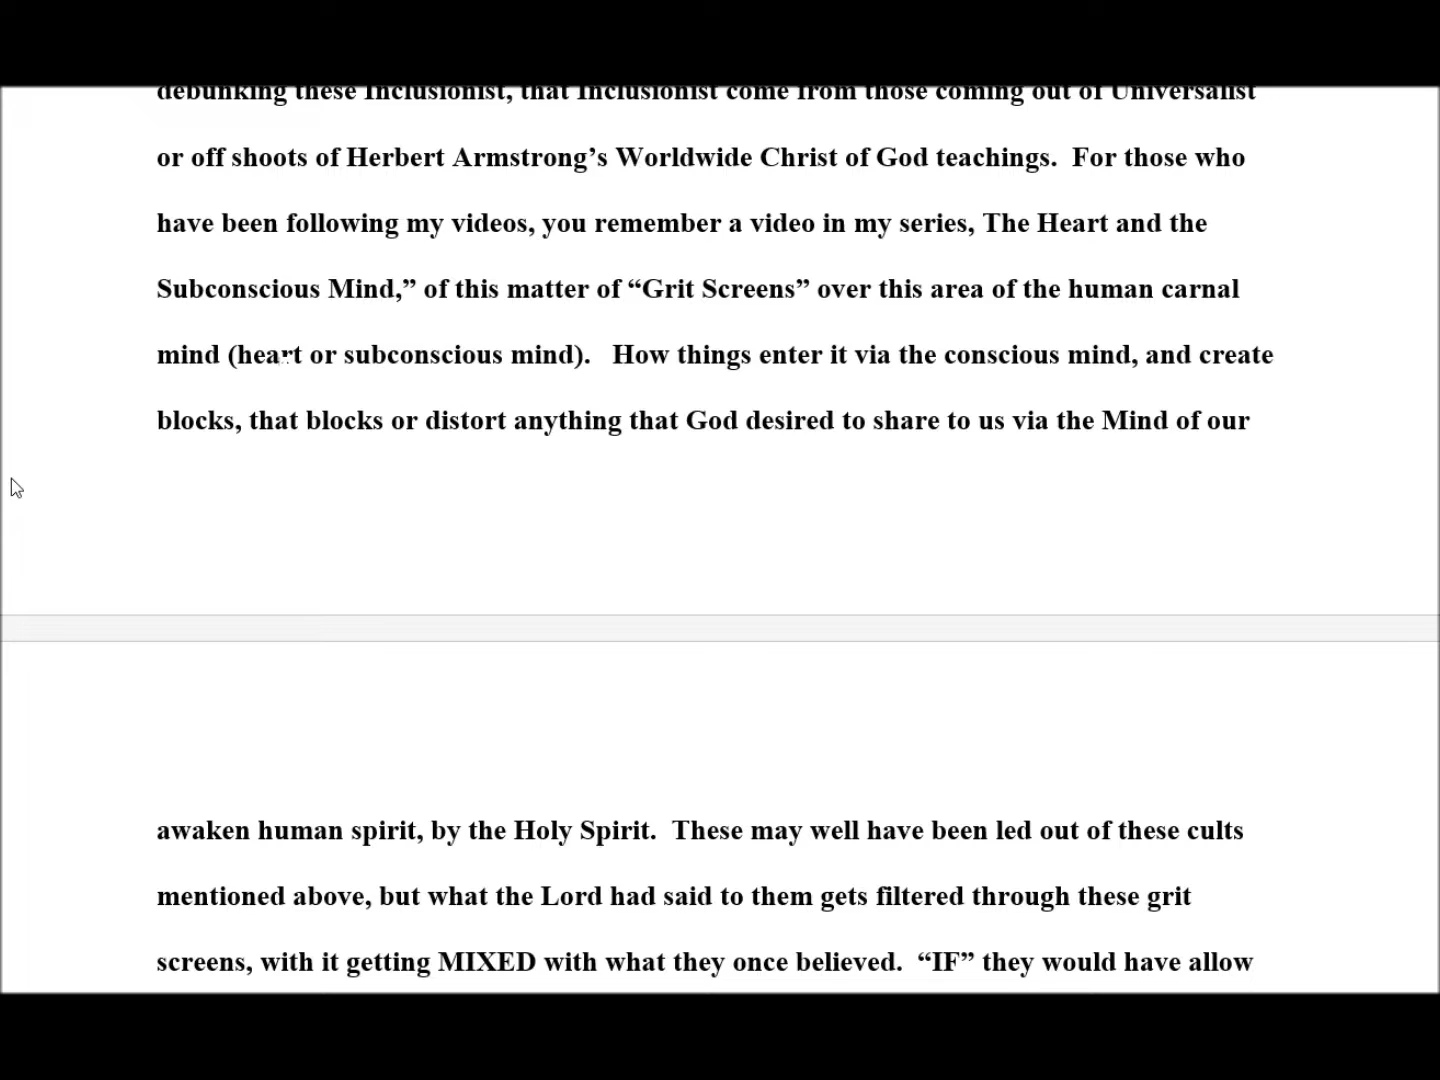 debunking these Inclusionist, that Inclusionist come from those coming out of Universalist
or off shoots of Herbert Armstrong’s Worldwide Christ of God teachings.  For those who
have been following my videos, you remember a video in my series, The Heart and the
Subconscious Mind,” of this matter of “Grit Screens” over this area of the human carnal
mind (heart or subconscious mind).   How things enter it via the conscious mind, and create
blocks, that blocks or distort anything that God desired to share to us via the Mind of our
awaken human spirit, by the Holy Spirit.  These may well have been led out of these cults
mentioned above, but what the Lord had said to them gets filtered through these grit
screens, with it getting MIXED with what they once believed.  “IF” they would have allow